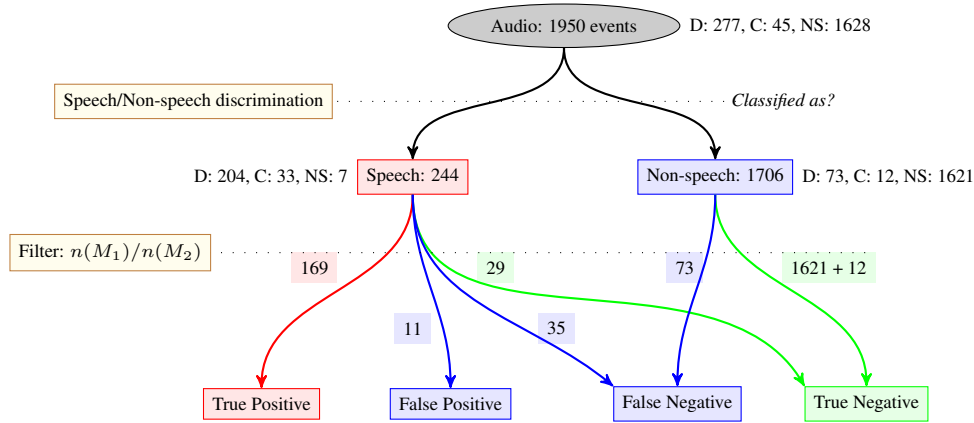 Audio: 1950 events
D: 277, C: 45, NS: 1628
Speech/Non-speech discrimination
Classified as?
D: 204, C: 33, NS: 7
Speech: 244
Non-speech: 1706
D: 73, C: 12, NS: 1621
Filter: n(M₁)/n(M₂)
169
29
73
1621 + 12
11
35
True Positive
False Positive
False Negative
True Negative